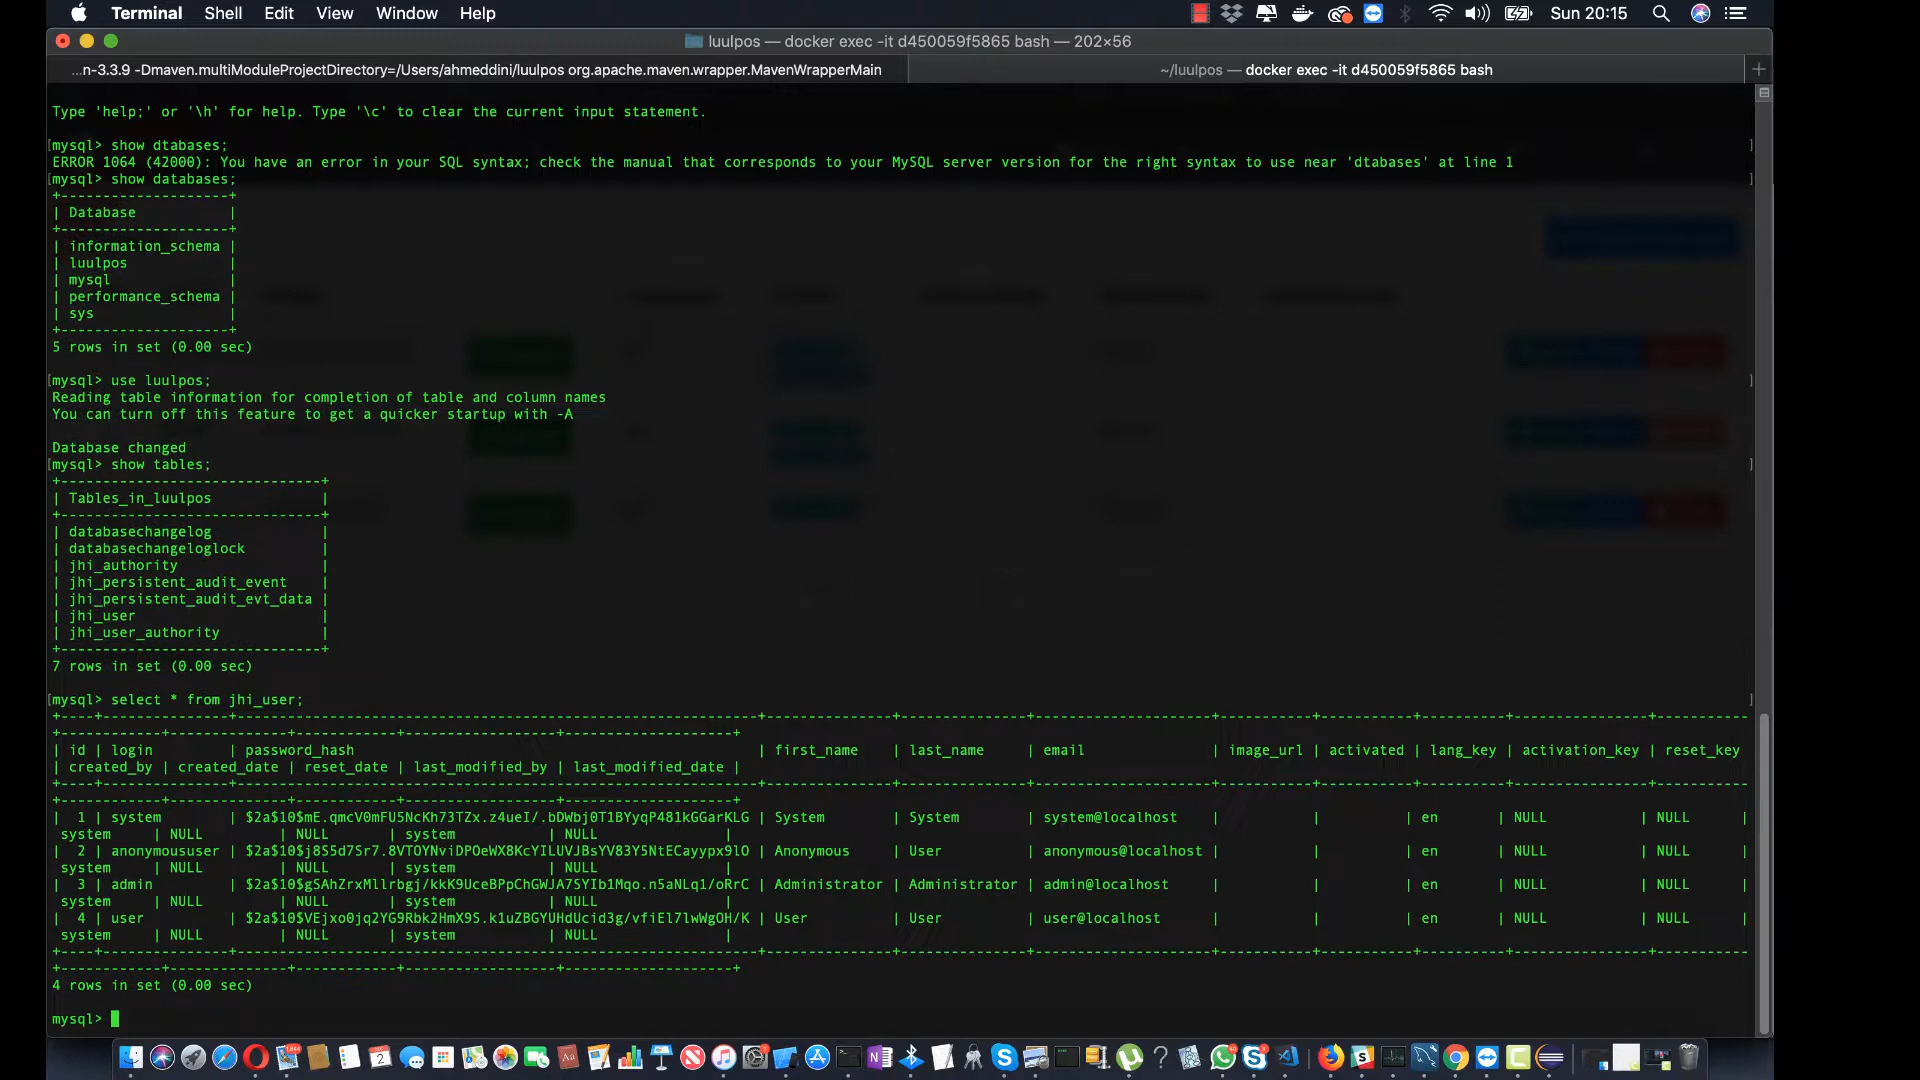 Terminal Shell Edit View Window Help Sun 20:15
luulpos — docker exec -it d450059f5865 bash — 202×56
...n-3.3.9 -Dmaven.multiModuleProjectDirectory=/Users/ahmeddini/luulpos org.apache.maven.wrapper.MavenWrapperMain ~/luulpos — docker exec -it d450059f5865 bash
Type 'help;' or '\h' for help. Type '\c' to clear the current input statement.
[mysql> show dtabases; ]
ERROR 1064 (42000): You have an error in your SQL syntax; check the manual that corresponds to your MySQL server version for the right syntax to use near 'dtabases' at line 1
[mysql> show databases; ]
+--------------------+
| Database           |
+--------------------+
| information_schema |
| luulpos            |
| mysql              |
| performance_schema |
| sys                |
+--------------------+
5 rows in set (0.00 sec)
[mysql> use luulpos; ]
Reading table information for completion of table and column names
You can turn off this feature to get a quicker startup with -A
Database changed
[mysql> show tables; ]
+-------------------------------+
| Tables_in_luulpos             |
+-------------------------------+
| databasechangelog             |
| databasechangeloglock         |
| jhi_authority                 |
| jhi_persistent_audit_event    |
| jhi_persistent_audit_evt_data |
| jhi_user                      |
| jhi_user_authority            |
+-------------------------------+
7 rows in set (0.00 sec)
[mysql> select * from jhi_user; ]
| id | login | password_hash | first_name | last_name | email | image_url | activated | lang_key | activation_key | reset_key
| created_by | created_date | reset_date | last_modified_by | last_modified_date |
| 1 | system | $2a$10$mE.qmcV0mFU5NcKh73TZx.z4ueI/.bDWbj0T1BYyqP481kGGarKLG | System | System | system@localhost | | | en | NULL | NULL |
system | NULL | NULL | system | NULL |
| 2 | anonymoususer | $2a$10$j8S5d7Sr7.8VTOYNviDPOeWX8KcYILUVJBsYV83Y5NtECayypx9lO | Anonymous | User | anonymous@localhost | | | en | NULL | NULL |
system | NULL | NULL | system | NULL |
| 3 | admin | $2a$10$gSAhZrxMllrbgj/kkK9UceBPpChGWJA7SYIb1Mqo.n5aNLq1/oRrC | Administrator | Administrator | admin@localhost | | | en | NULL | NULL |
system | NULL | NULL | system | NULL |
| 4 | user | $2a$10$VEjxo0jq2YG9Rbk2HmX9S.k1uZBGYUHdUcid3g/vfiEl7lwWgOH/K | User | User | user@localhost | | | en | NULL | NULL |
system | NULL | NULL | system | NULL |
4 rows in set (0.00 sec)
mysql>